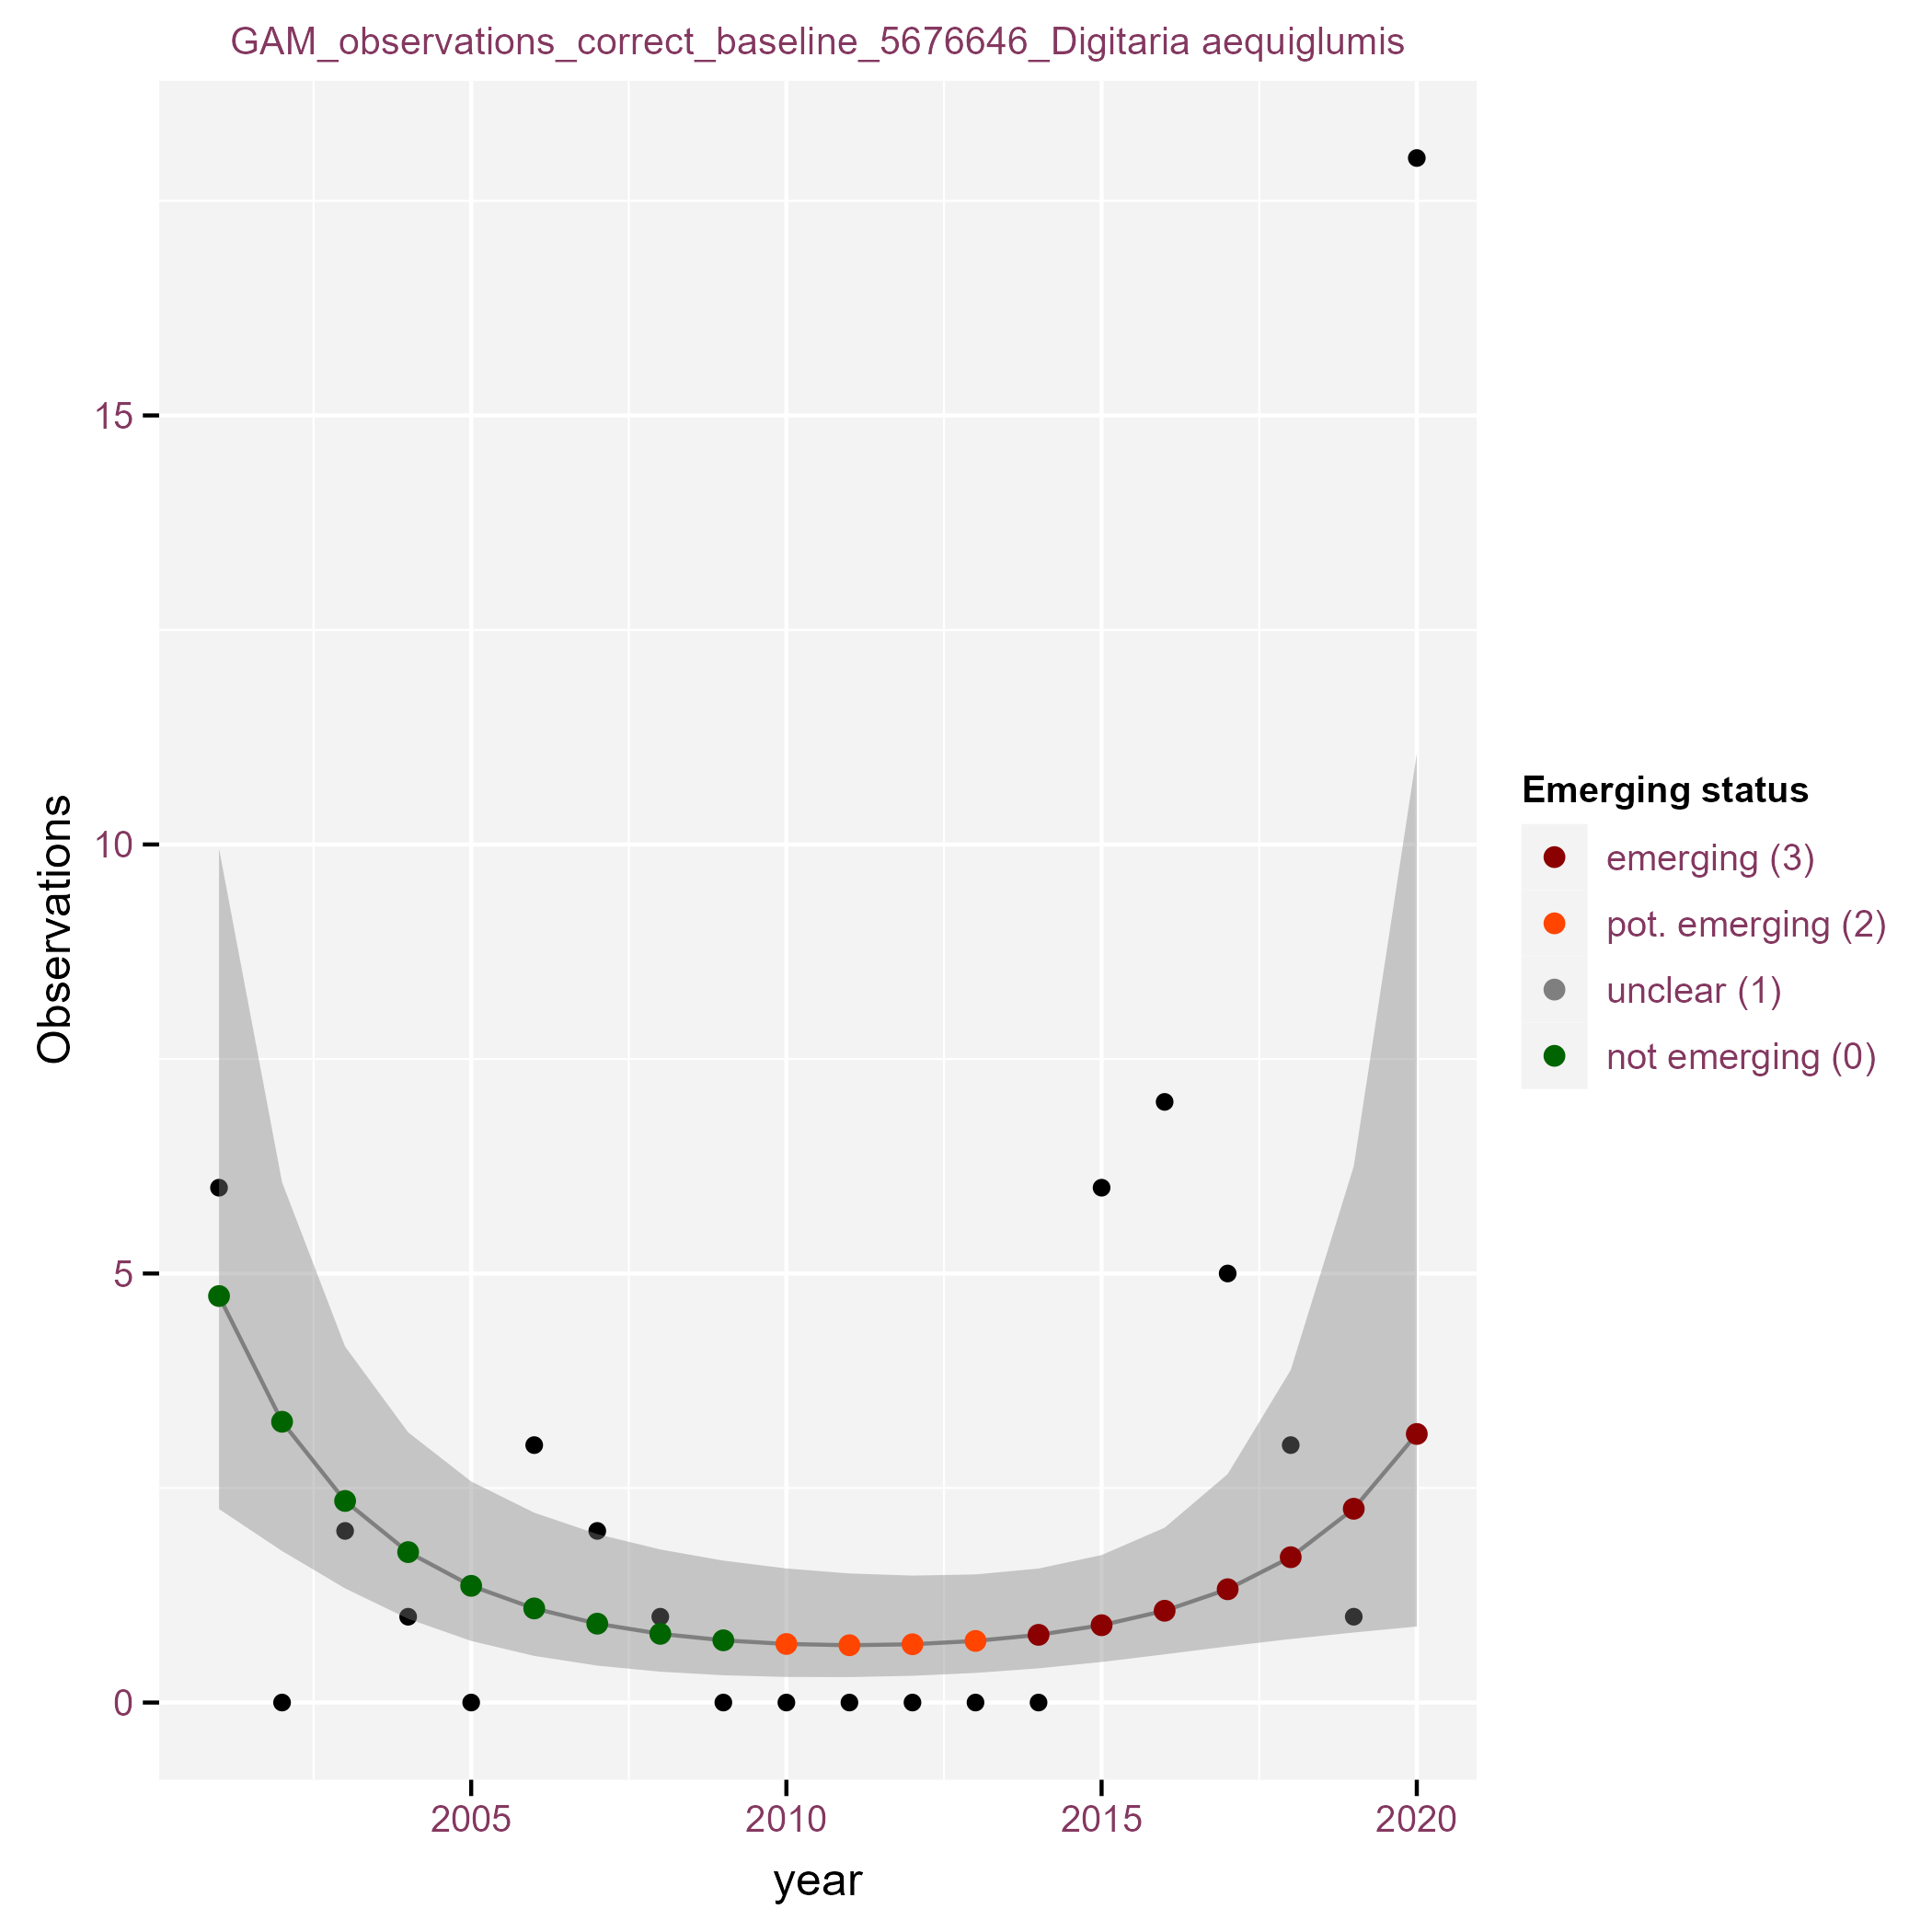 GAM_observations_correct_baseline_5676646_Digitaria aequiglumis
Observations
15
10
5
0
2005 2010 2015 2020
year
Emerging status
emerging (3)
pot. emerging (2)
unclear (1)
not emerging (0)